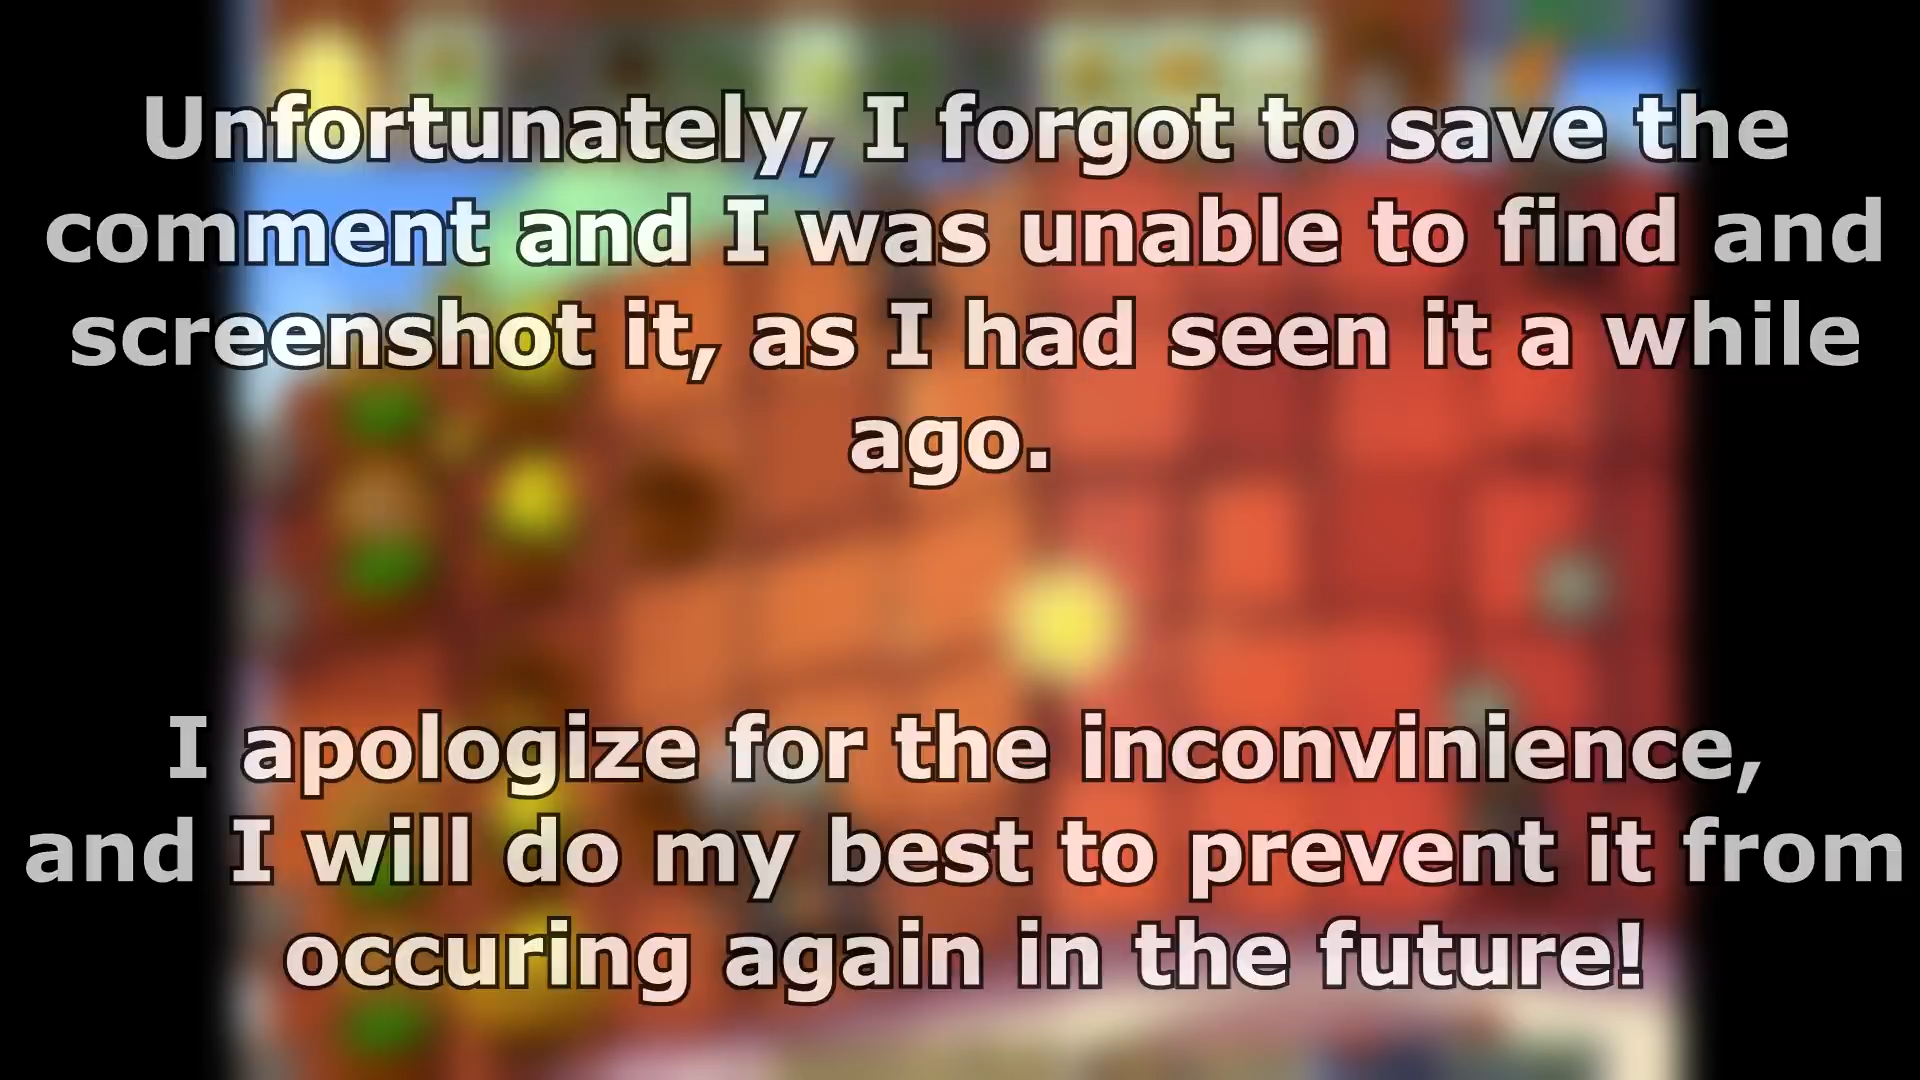 Unfortunately, I forgot to save the
comment and I was unable to find and
screenshot it, as I had seen it a while
ago.
I apologize for the inconvinience,
and I will do my best to prevent it from
occuring again in the future!